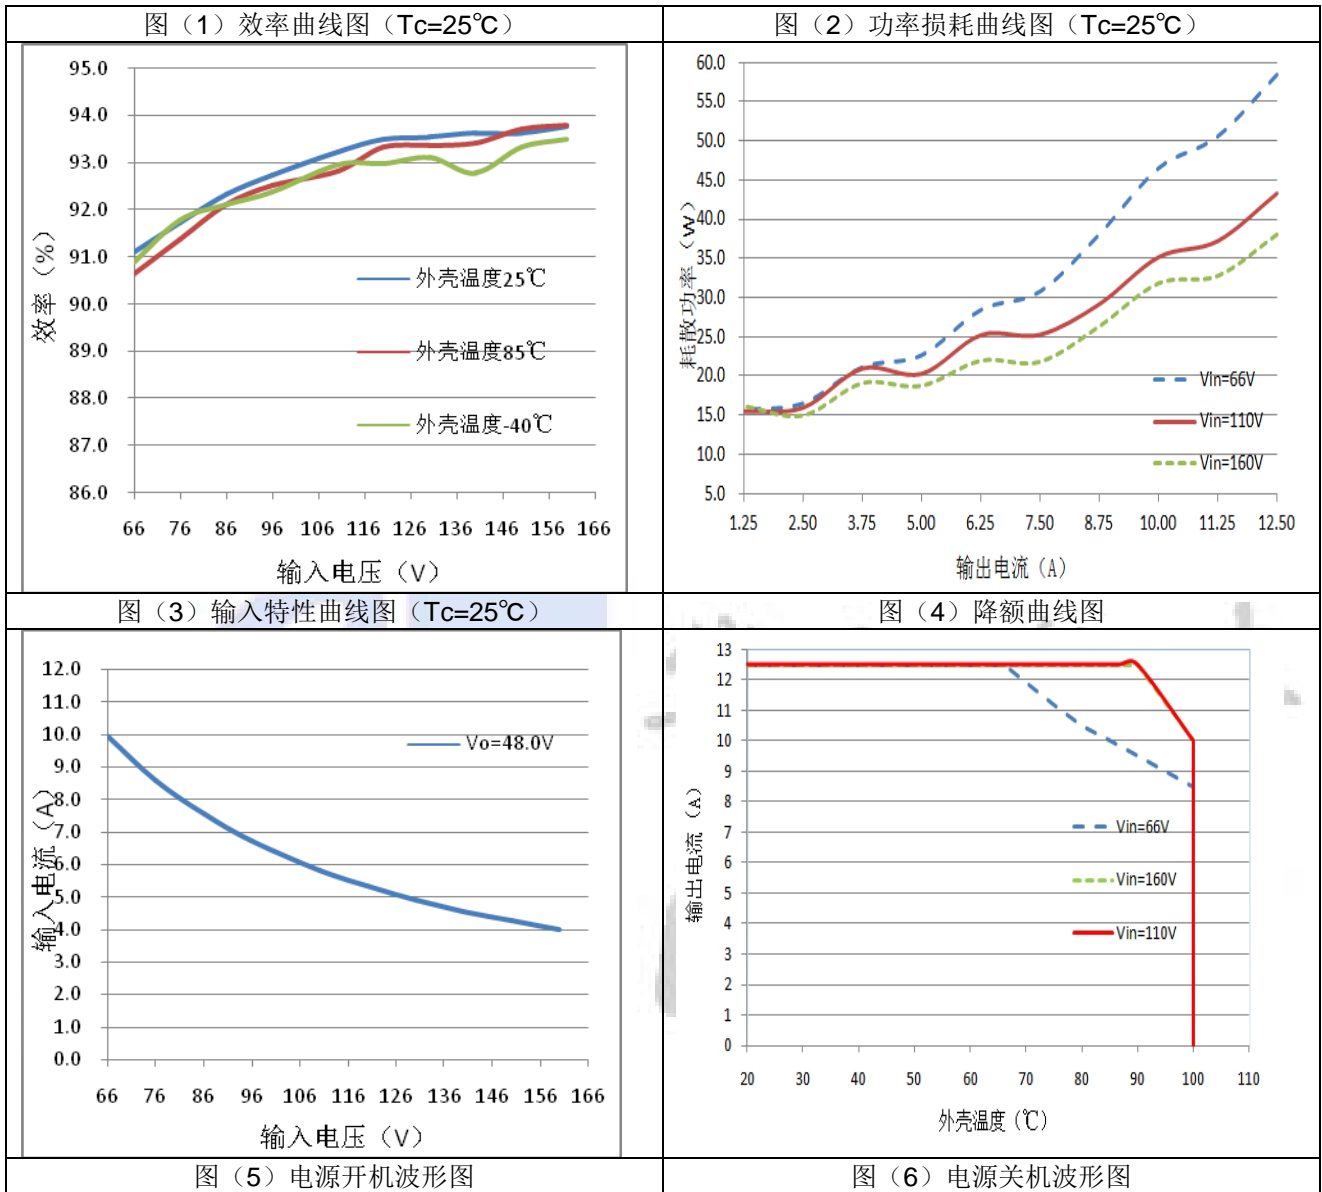 图（1）效率曲线图（Tc=25℃）
图（2）功率损耗曲线图（Tc=25℃）
95.0
94.0
93.0
92.0
91.0
90.0
89.0
88.0
87.0
86.0
效率（%）
外壳温度25℃
外壳温度85℃
外壳温度-40℃
66 76 86 96 106 116 126 136 146 156 166
输入电压（V）
60.0
55.0
50.0
45.0
40.0
35.0
30.0
25.0
20.0
15.0
10.0
5.0
耗散功率（W）
VIn=66V
Vin=110V
Vin=160V
1.25 2.50 3.75 5.00 6.25 7.50 8.75 10.00 11.25 12.50
输出电流（A）
图（3）输入特性曲线图（Tc=25℃）
图（4）降额曲线图
12.0
11.0
10.0
9.0
8.0
7.0
6.0
5.0
4.0
3.0
2.0
1.0
0.0
输入电流（A）
Vo=48.0V
66 76 86 96 106 116 126 136 146 156 166
输入电压（V）
13
12
11
10
9
8
7
6
5
4
3
2
1
0
输出电流（A）
Vin=66V
Vin=160V
Vin=110V
20 30 40 50 60 70 80 90 100 110
外壳温度（℃）
图（5）电源开机波形图
图（6）电源关机波形图